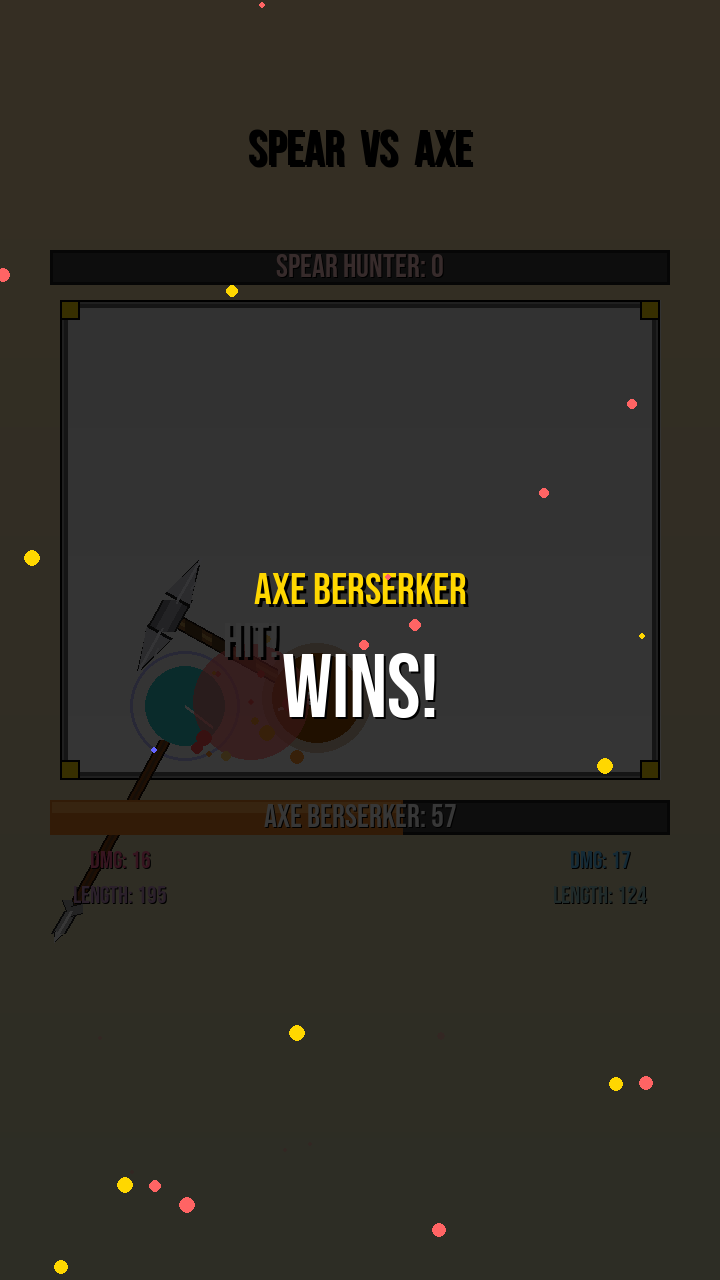 SPEAR VS AXE
SPEAR HUNTER: 0
AXE BERSERKER
HIT!
WINS!
AXE BERSERKER: 57
DMG: 16
DMG: 17
LENGTH: 195
LENGTH: 124